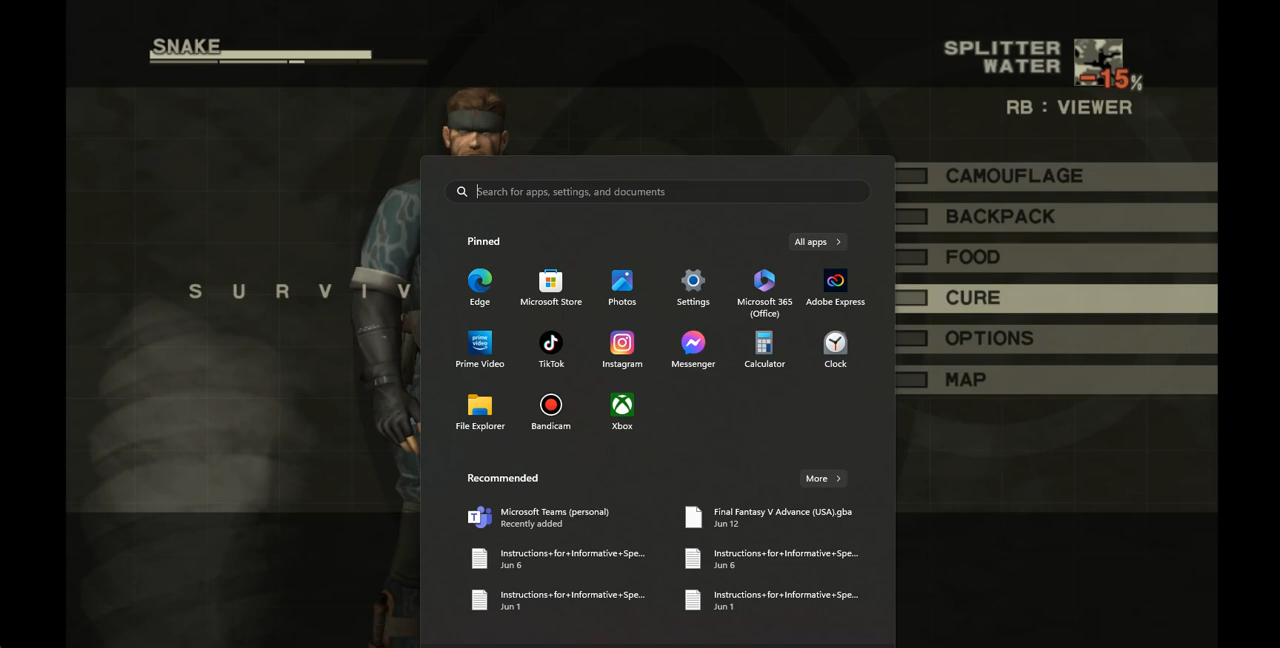 SNAKE
SPLITTER
WATER
-15%
RB : VIEWER
Search for apps, settings, and documents
Pinned
All apps
Edge
Microsoft Store
Photos
Settings
Microsoft 365
(Office)
Adobe Express
prime
video
Prime Video
TikTok
Instagram
Messenger
Calculator
Clock
File Explorer
Bandicam
Xbox
Recommended
More
T
Microsoft Teams (personal)
Recently added
Final Fantasy V Advance (USA).gba
Jun 12
Instructions+for+Informative+Spe...
Jun 6
Instructions+for+Informative+Spe...
Jun 6
Instructions+for+Informative+Spe...
Jun 1
Instructions+for+Informative+Spe...
Jun 1
S U R V I V
CAMOUFLAGE
BACKPACK
FOOD
CURE
OPTIONS
MAP